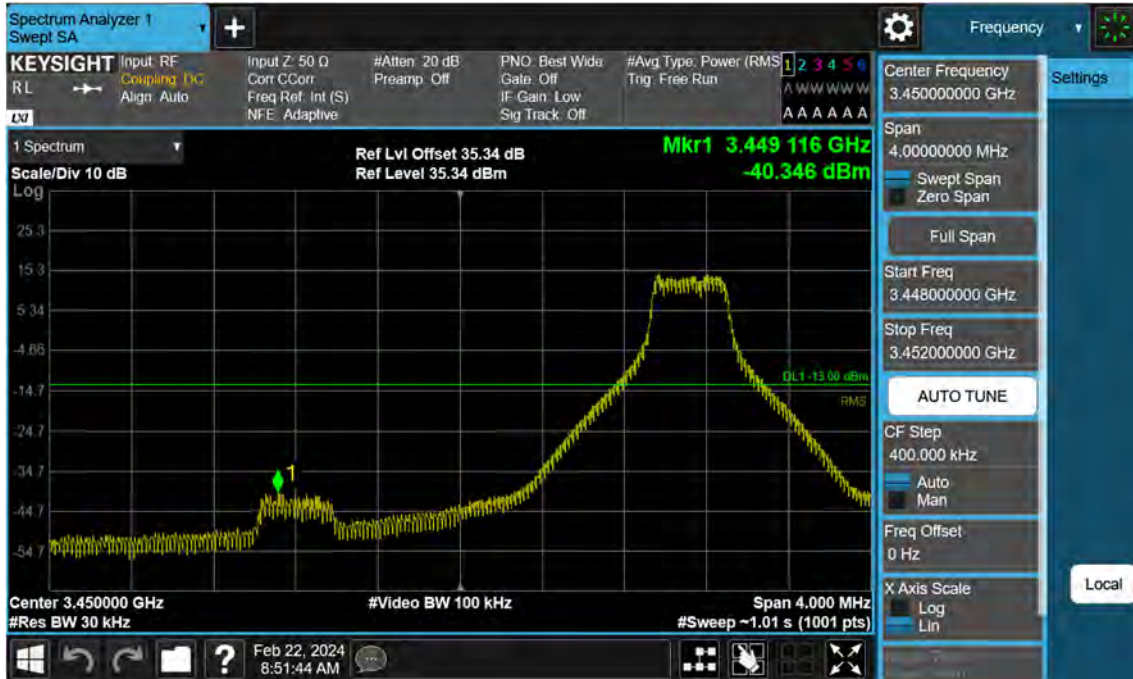 Spectrum Analyzer 1
Swept SA
+
Frequency
KEYSIGHT
RL
LXI
Input: RF
Coupling: DC
Align: Auto
Input Z: 50 Ω
Corr CCorr
Freq Ref: Int (S)
NFE: Adaptive
#Atten: 20 dB
Preamp: Off
PNO: Best Wide
Gate: Off
IF Gain: Low
Sig Track: Off
#Avg Type: Power (RMS
Trig: Free Run
1 2 3 4 5 6
A W W W W W
A A A A A A
1 Spectrum
Scale/Div 10 dB
Log
Ref Lvl Offset 35.34 dB
Ref Level 35.34 dBm
Mkr1 3.449 116 GHz
-40.346 dBm
25.3
15.3
5.34
-4.66
-14.7
-24.7
-34.7
-44.7
-54.7
DL1 -13.00 dBm
RMS
1
Center 3.450000 GHz
#Res BW 30 kHz
#Video BW 100 kHz
Span 4.000 MHz
#Sweep ~1.01 s (1001 pts)
Center Frequency
3.450000000 GHz
Settings
Span
4.00000000 MHz
Swept Span
Zero Span
Full Span
Start Freq
3.448000000 GHz
Stop Freq
3.452000000 GHz
AUTO TUNE
CF Step
400.000 kHz
Auto
Man
Freq Offset
0 Hz
X Axis Scale
Log
Lin
Local
?
Feb 22, 2024
8:51:44 AM